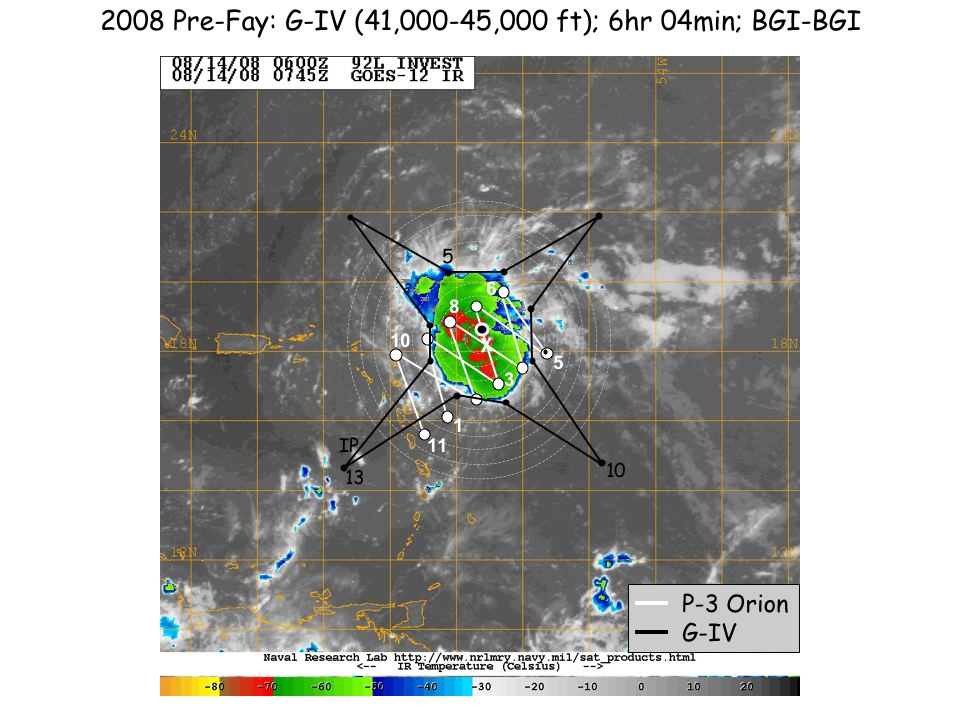 2008 Pre-Fay: G-IV (41,000-45,000 ft); 6hr 04min; BGI-BGI
08/14/08 0600Z 92L INVEST
08/14/08 0745Z GOES-12 IR
54W
24N
24N
5
6
8
10
18N
18N
X
5
3
1
11
IP
13
10
12N
12N
P-3 Orion
G-IV
Naval Research Lab http://www.nrlmry.navy.mil/sat_products.html
<-- IR Temperature (Celsius) -->
-80 -70 -60 -50 -40 -30 -20 -10 0 10 20